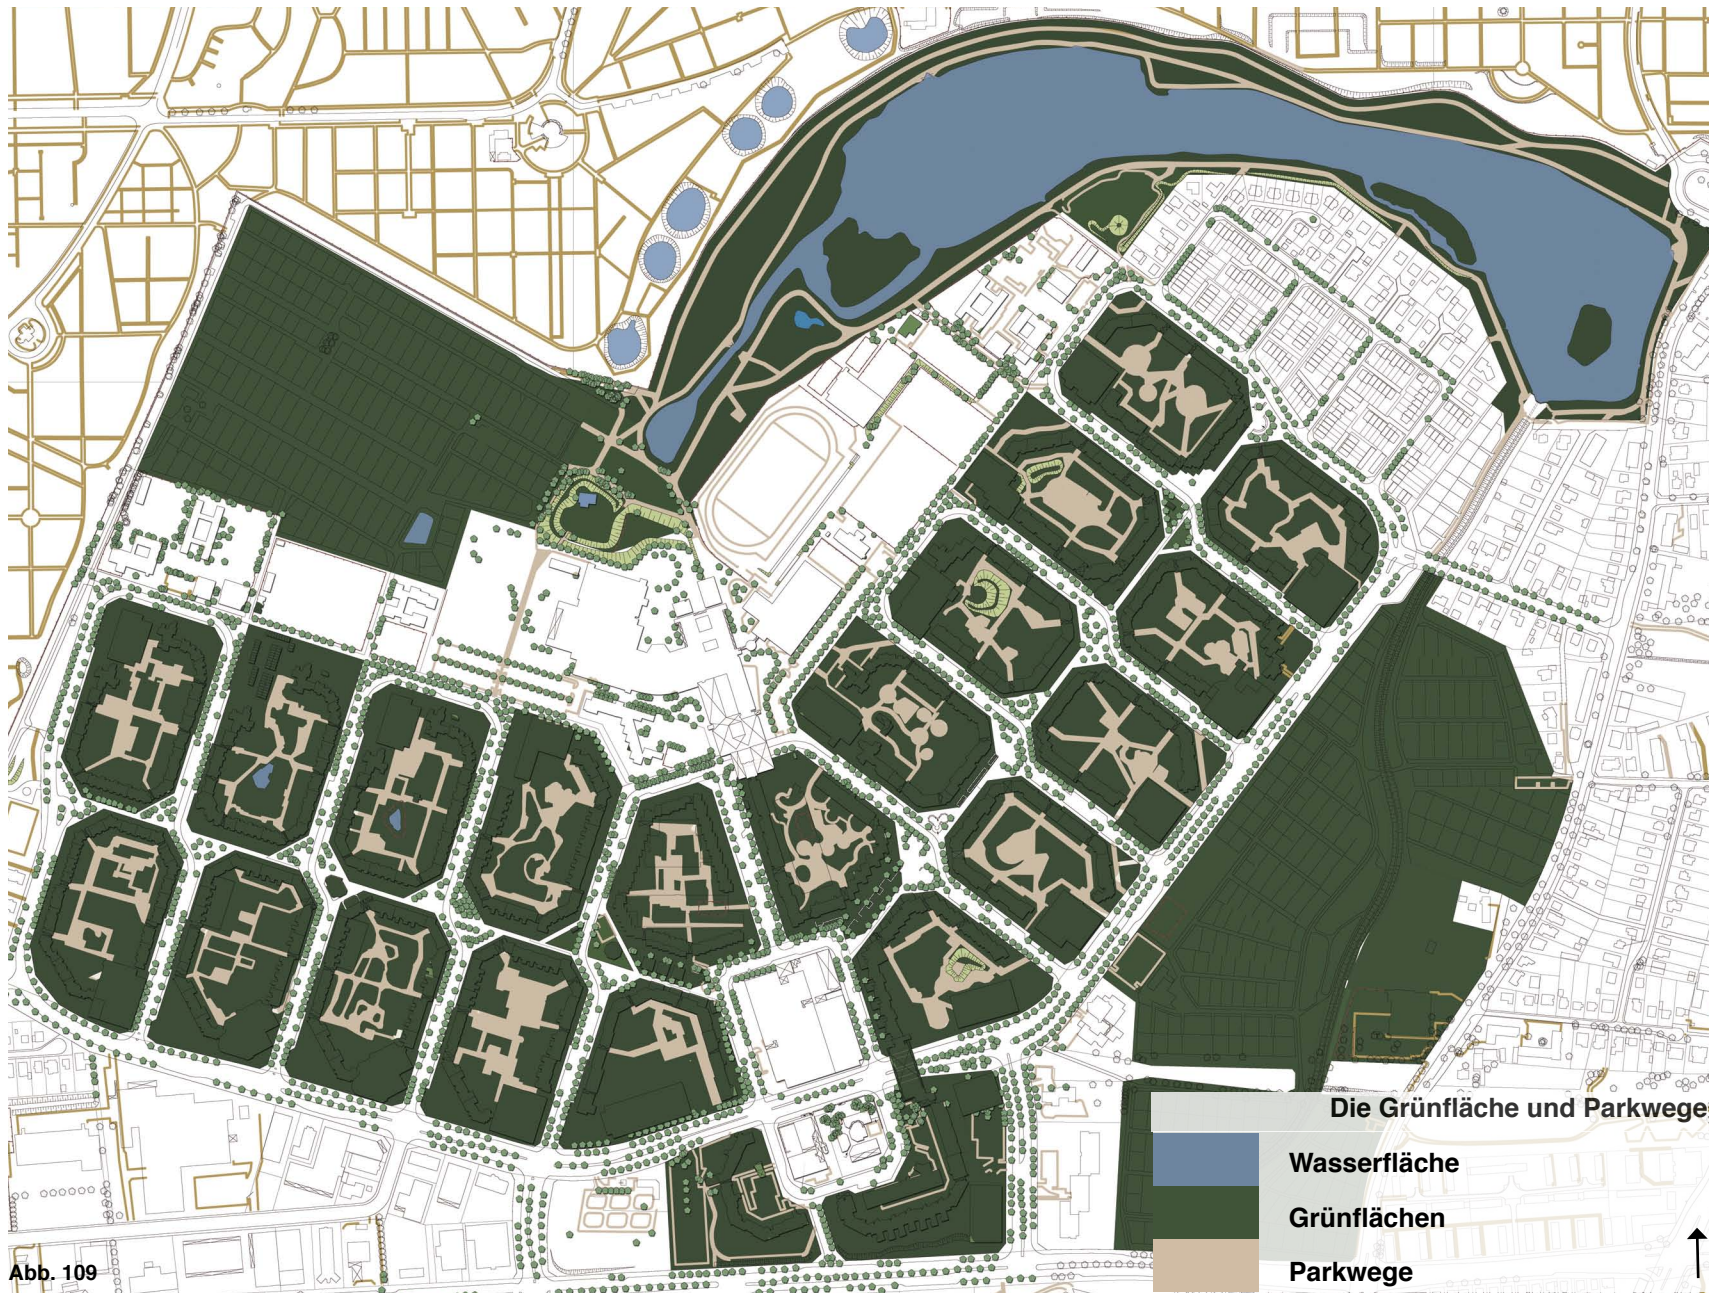 Die Grünfläche und Parkwege
Wasserfläche
Grünflächen
Parkwege
Abb. 109